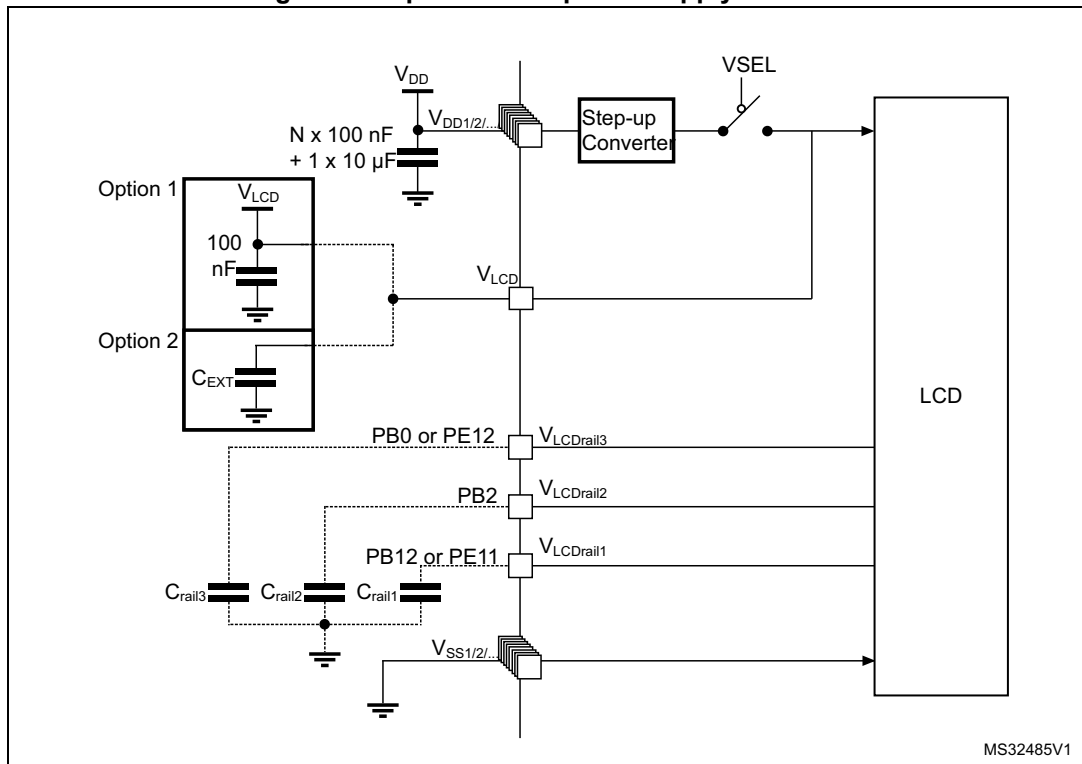 VDD
VSEL
VDD1/2/...
Step-up
Converter
N x 100 nF
+ 1 x 10 µF
Option 1
VLCD
100
nF
VLCD
Option 2
CEXT
LCD
PB0 or PE12
VLCDrail3
PB2
VLCDrail2
PB12 or PE11
VLCDrail1
Crail3
Crail2
Crail1
VSS1/2/...
MS32485V1